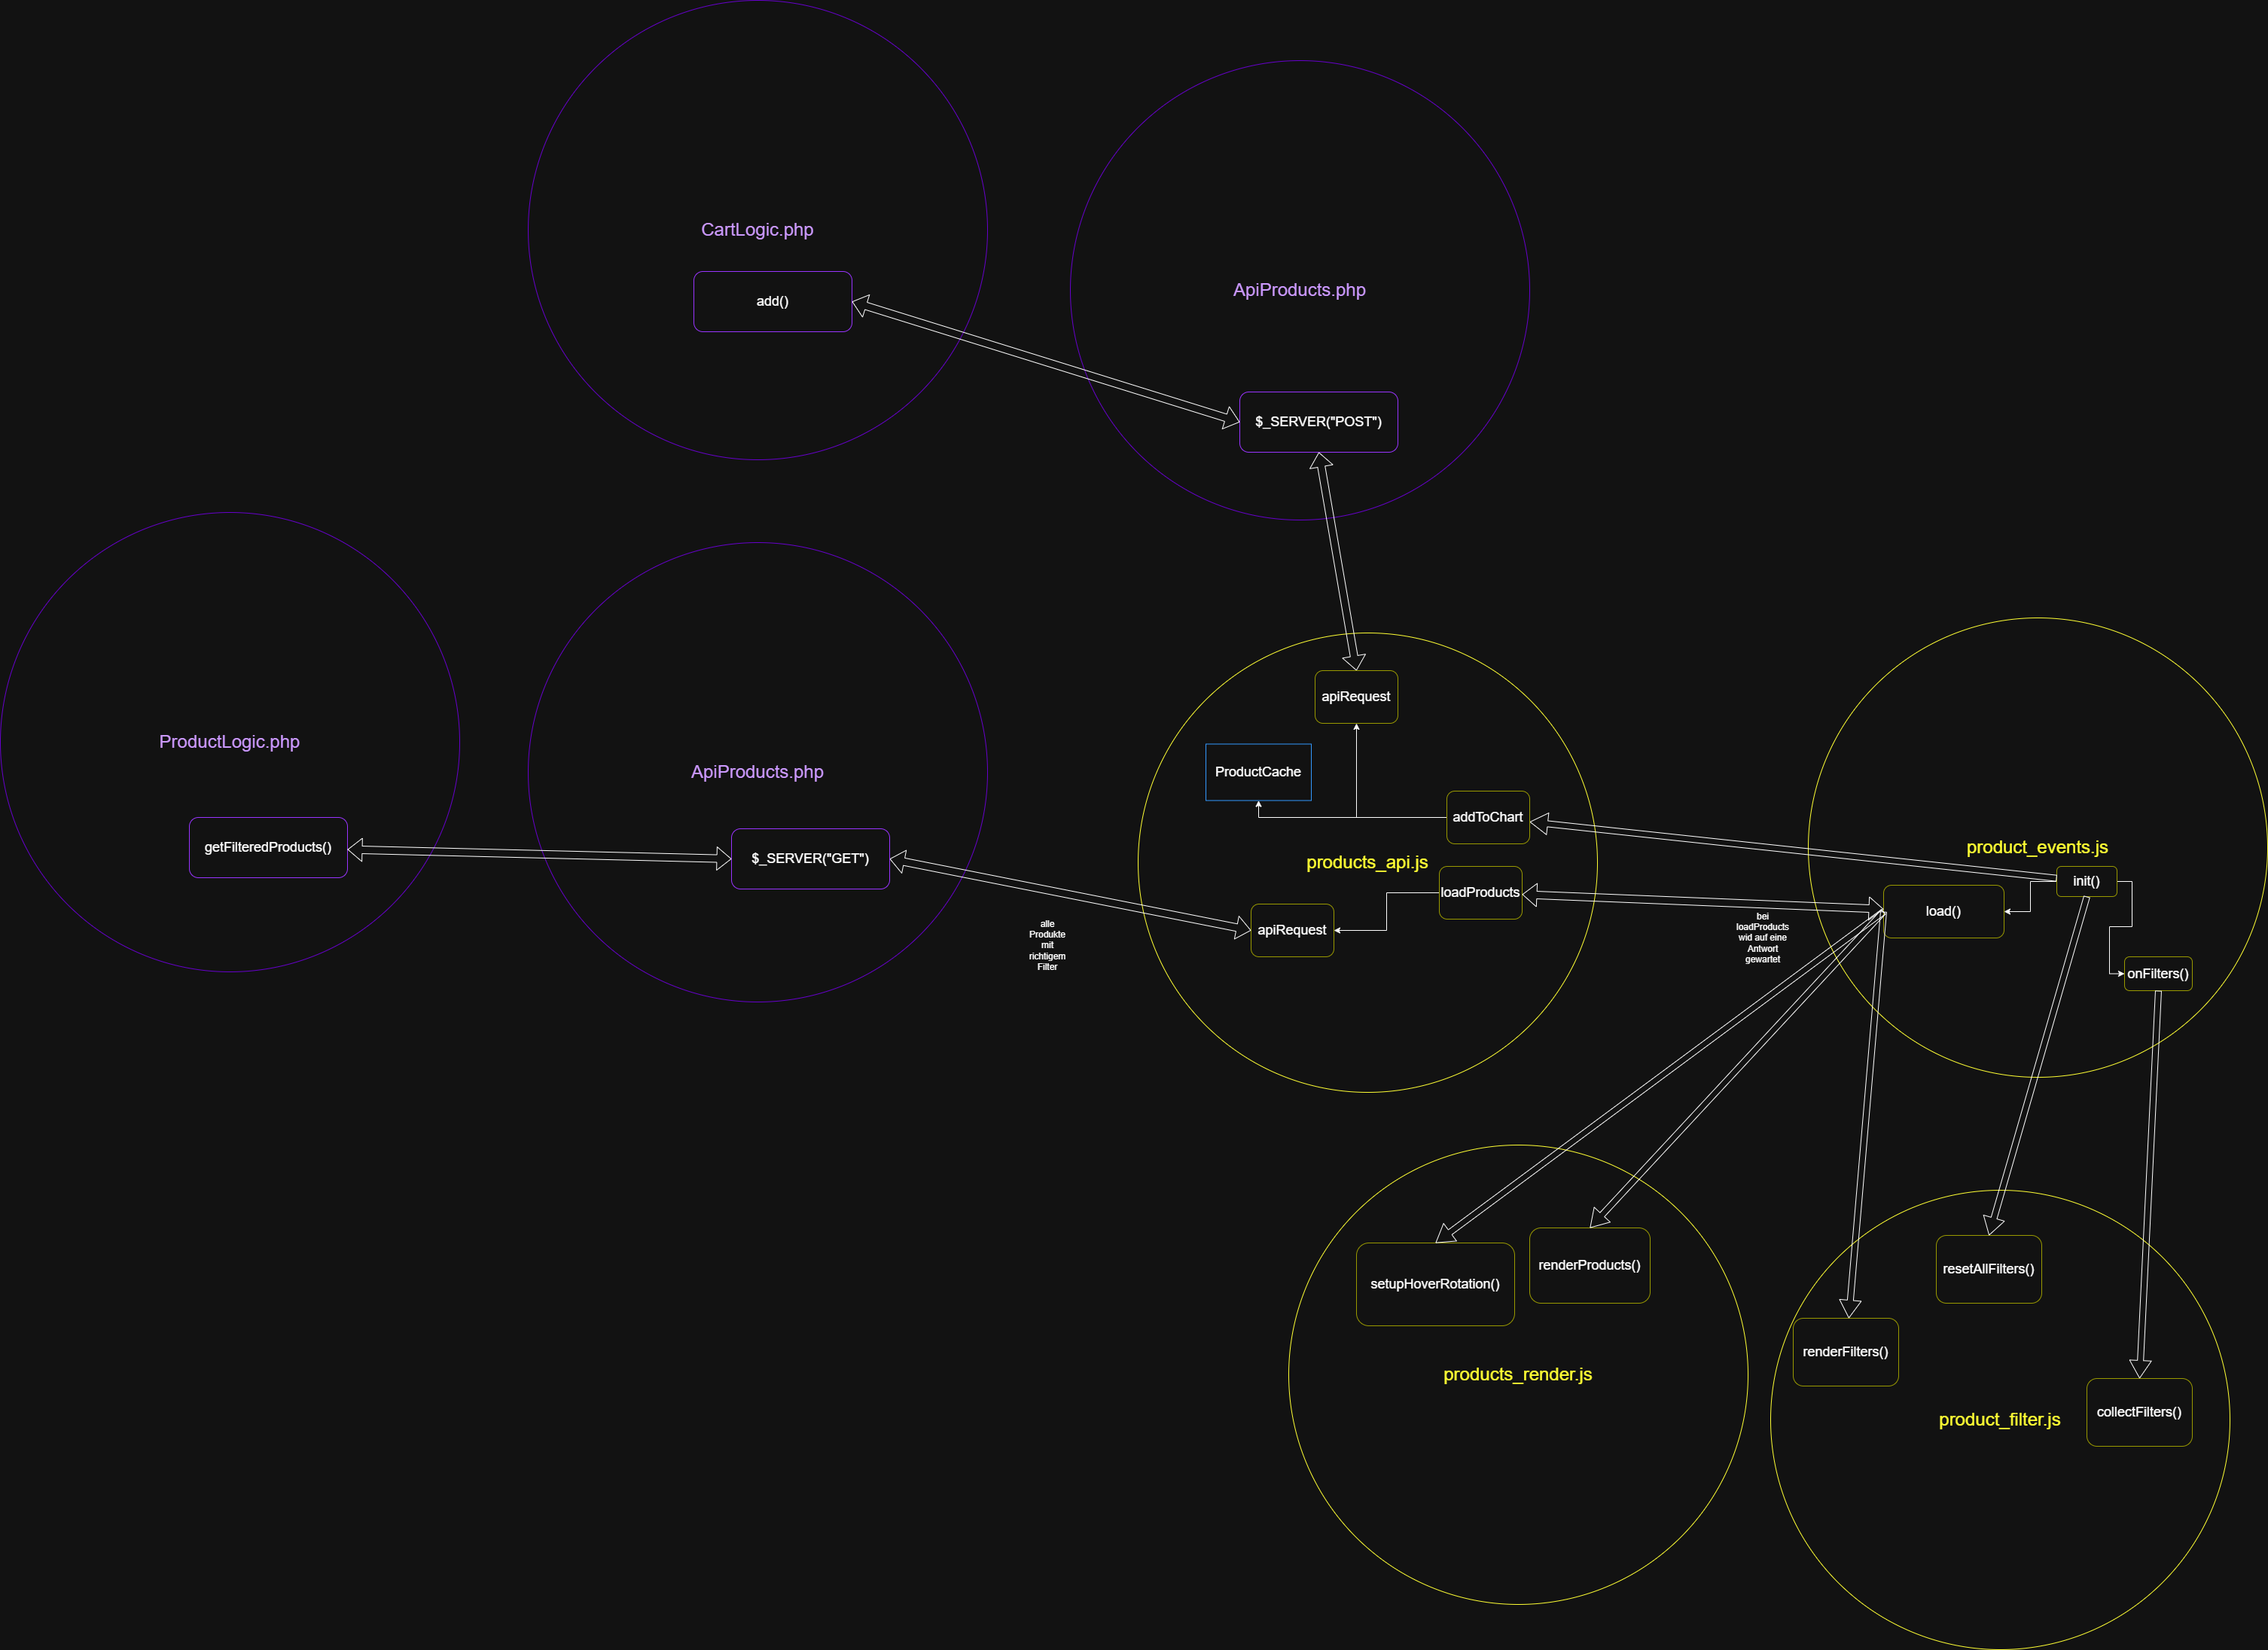 CartLogic.php
add()
ApiProducts.php
$_SERVER("POST")
ProductLogic.php
getFilteredProducts()
ApiProducts.php
$_SERVER("GET")
alle
Produkte
mit
richtigem
Filter
apiRequest
ProductCache
addToChart
products_api.js
loadProducts
apiRequest
bei
loadProducts
wid auf eine
Antwort
gewartet
product_events.js
init()
load()
onFilters()
setupHoverRotation()
renderProducts()
products_render.js
resetAllFilters()
renderFilters()
collectFilters()
product_filter.js